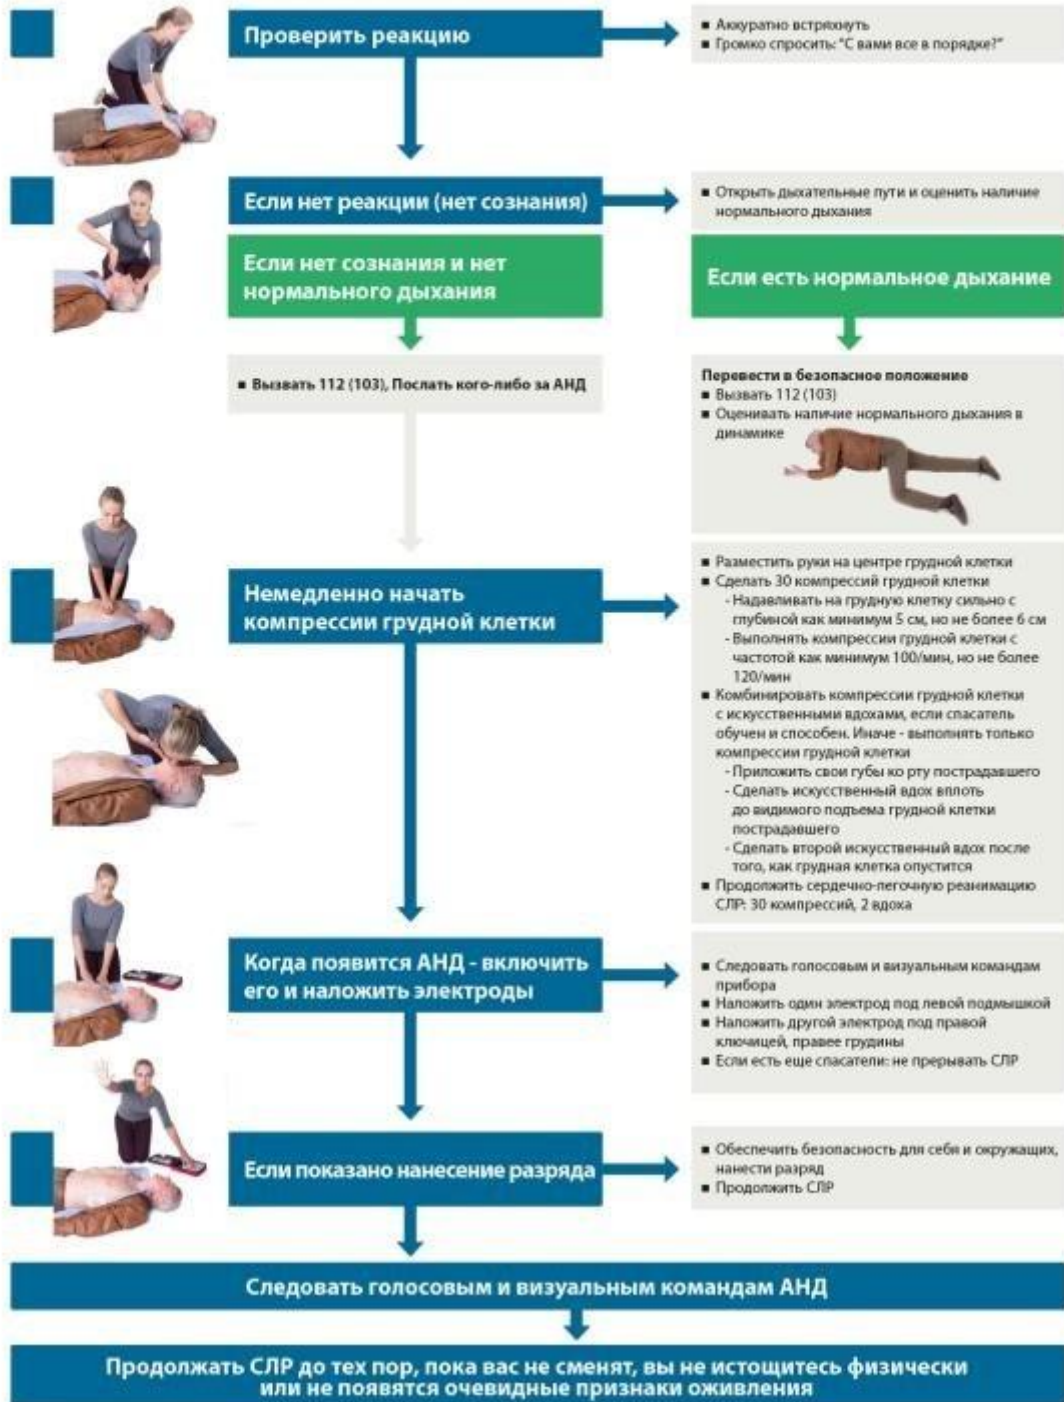 Проверить реакцию
▪ Аккуратно встряхнуть
▪ Громко спросить: "С вами все в порядке?"
Если нет реакции (нет сознания)
▪ Открыть дыхательные пути и оценить наличие
нормального дыхания
Если нет сознания и нет
нормального дыхания
Если есть нормальное дыхание
▪ Вызвать 112 (103), Послать кого-либо за АНД
Перевести в безопасное положение
▪ Вызвать 112 (103)
▪ Оценивать наличие нормального дыхания в
динамике
Немедленно начать
компрессии грудной клетки
▪ Разместить руки на центре грудной клетки
▪ Сделать 30 компрессий грудной клетки
- Надавливать на грудную клетку сильно с
глубиной как минимум 5 см, но не более 6 см
- Выполнять компрессии грудной клетки с
частотой как минимум 100/мин, но не более
120/мин
▪ Комбинировать компрессии грудной клетки
с искусственными вдохами, если спасатель
обучен и способен. Иначе - выполнять только
компрессии грудной клетки
- Приложить свои губы ко рту пострадавшего
- Сделать искусственный вдох вплоть
до видимого подъема грудной клетки
пострадавшего
- Сделать второй искусственный вдох после
того, как грудная клетка опустится
▪ Продолжить сердечно-легочную реанимацию
СЛР: 30 компрессий, 2 вдоха
Когда появится АНД - включить
его и наложить электроды
▪ Следовать голосовым и визуальным командам
прибора
▪ Наложить один электрод под левой подмышкой
▪ Наложить другой электрод под правой
ключицей, правее грудины
▪ Если есть еще спасатели: не прерывать СЛР
Если показано нанесение разряда
▪ Обеспечить безопасность для себя и окружащих,
нанести разряд
▪ Продолжить СЛР
Следовать голосовым и визуальным командам АНД
Продолжать СЛР до тех пор, пока вас не сменят, вы не истощитесь физически
или не появятся очевидные признаки оживления